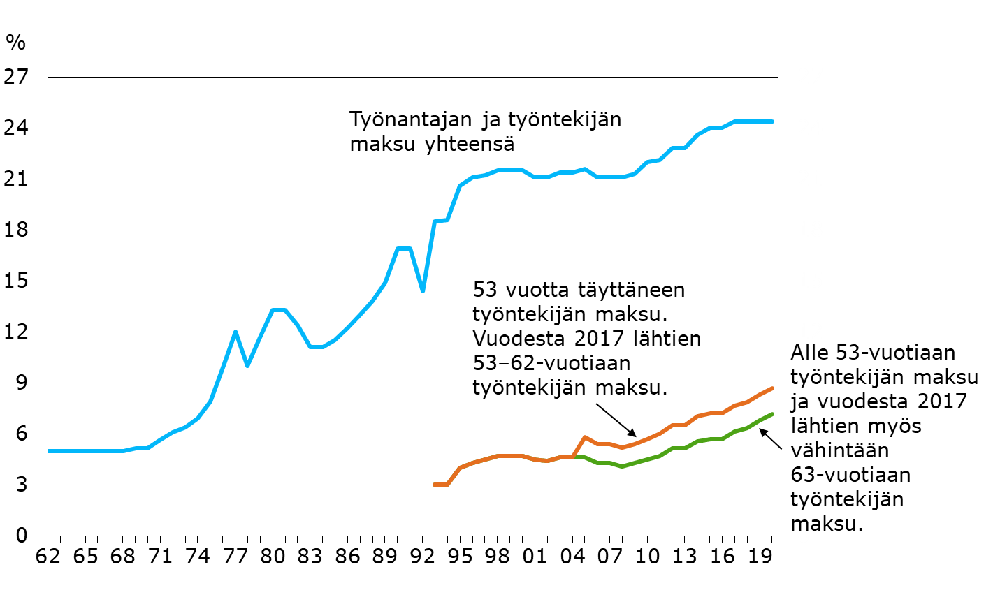 %
27
24
21
18
15
12
9
6
3
0
Työnantajan ja työntekijän
maksu yhteensä
53 vuotta täyttäneen
työntekijän maksu.
Vuodesta 2017 lähtien
53–62-vuotiaan
työntekijän maksu.
Alle 53-vuotiaan
työntekijän maksu
ja vuodesta 2017
lähtien myös
vähintään
63-vuotiaan
työntekijän
maksu.
62 65 68 71 74 77 80 83 86 89 92 95 98 01 04 07 10 13 16 19